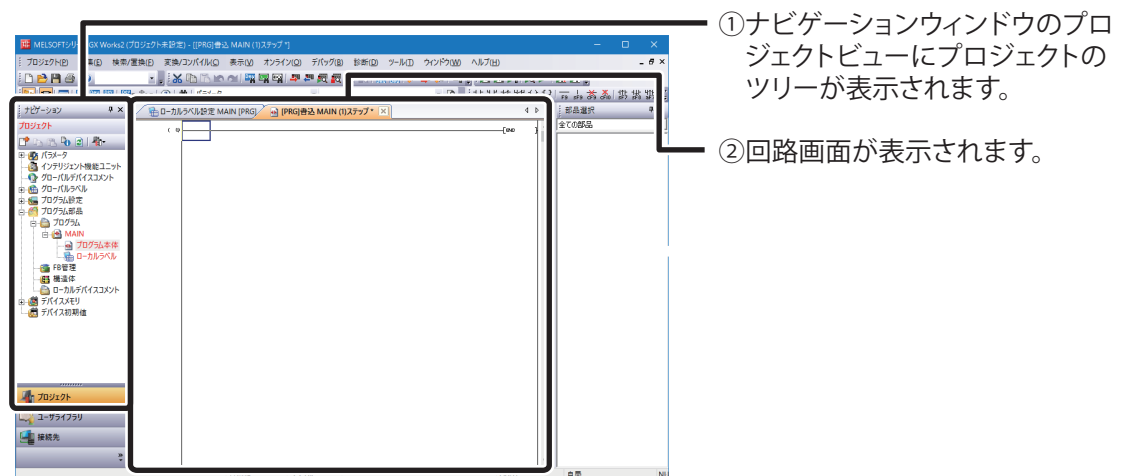 ①ナビゲーションウィンドウのプロ
ジェクトビューにプロジェクトの
ツリーが表示されます。
②回路画面が表示されます。
MELSOFTシリ GX Works2 (プロジェクト未設定) - [[PRG]書込 MAIN (1)ステップ *]
プロジェクト(P) 集(E) 検索/置換(F) 変換/コンパイル(C) 表示(V) オンライン(O) デバッグ(B) 診断(D) ツール(T) ウィンドウ(W) ヘルプ(H)
パラメータ
ナビゲーション
ローカルラベル設定 MAIN [PRG]
[PRG]書込 MAIN (1)ステップ *
部品選択
プロジェクト
全ての部品
( 0
[END ]
パラメータ
インテリジェント機能ユニット
グローバルデバイスコメント
グローバルラベル
プログラム設定
プログラム部品
プログラム
MAIN
プログラム本体
ローカルラベル
FB管理
構造体
ローカルデバイスコメント
デバイスメモリ
デバイス初期値
プロジェクト
ユーザライブラリ
接続先